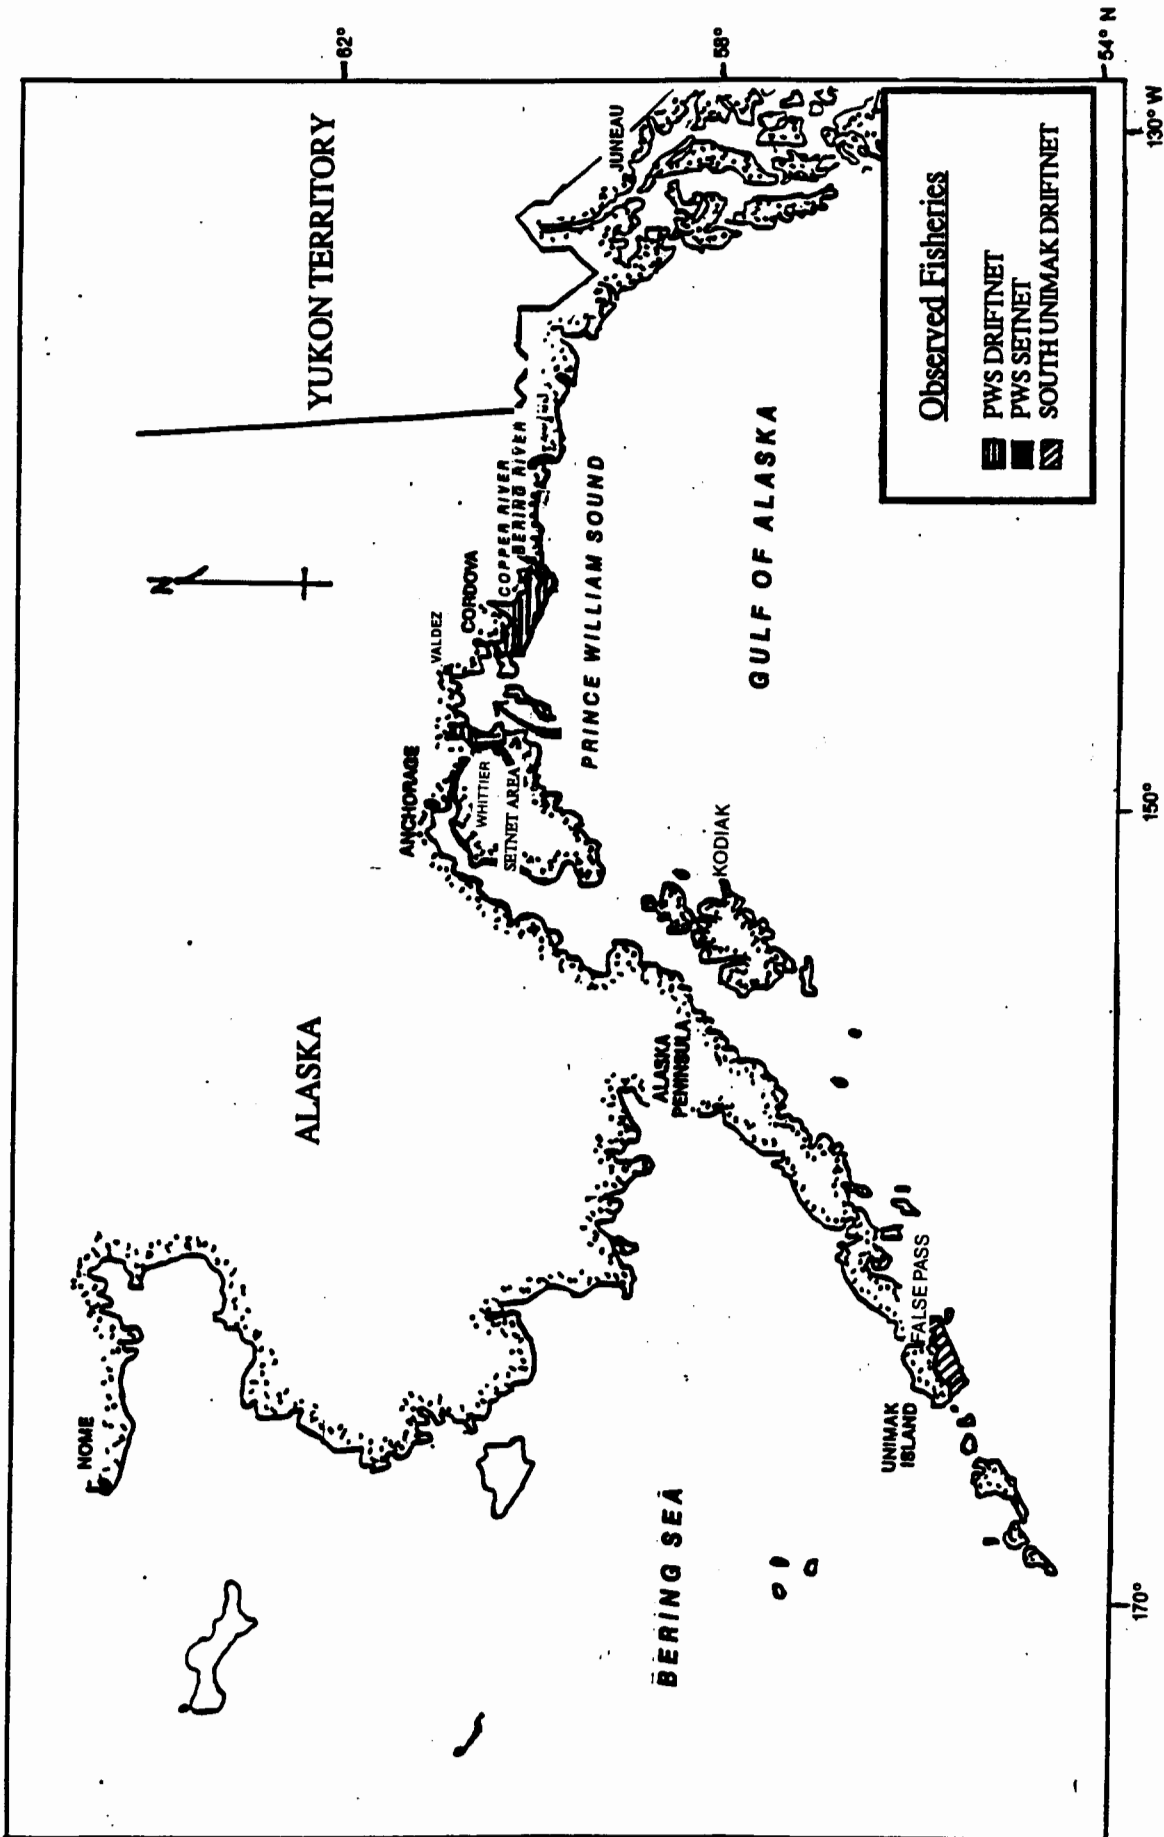 62°
58°
54° N
130° W
150°
170°
YUKON TERRITORY
ALASKA
N
NOME
ANCHORAGE
VALDEZ
CORDOVA
COPPER RIVER
BERING RIVER
JUNEAU
WHITTIER
SETNET AREA
PRINCE WILLIAM SOUND
GULF OF ALASKA
KODIAK
ALASKA
PENINSULA
FALSE PASS
UNIMAK
ISLAND
BERING SEA
Observed Fisheries
PWS DRIFTNET
PWS SETNET
SOUTH UNIMAK DRIFTNET